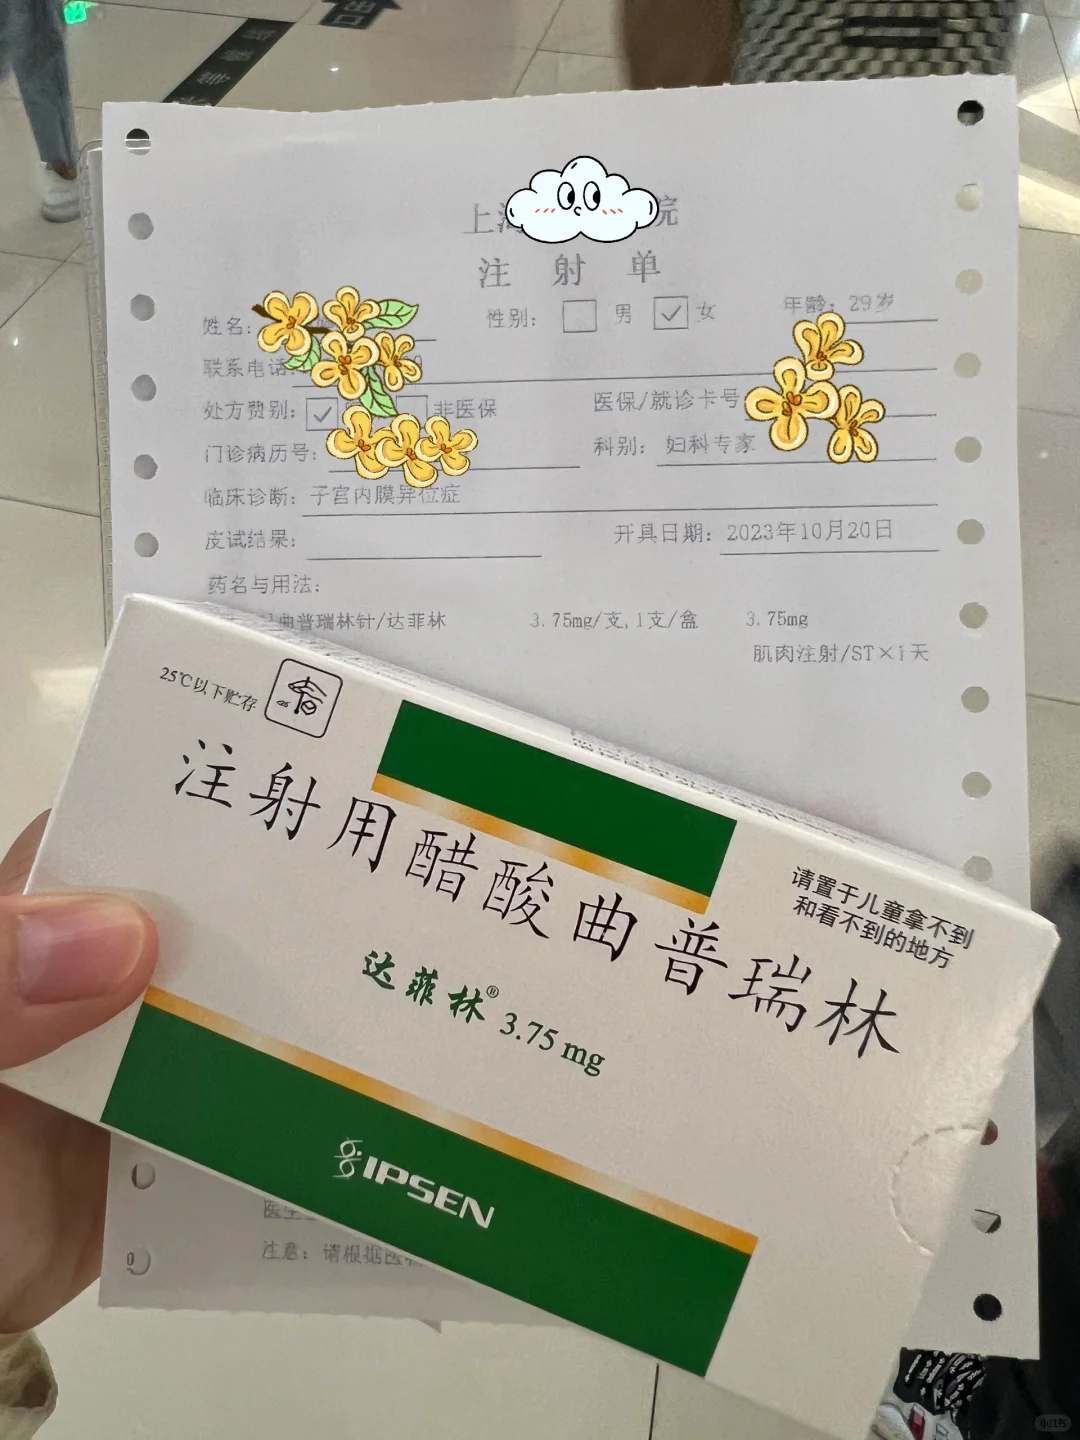 出口
上海 院
注 射 单
姓名:
性别: 男 女
年龄: 29岁
联系电话:
处方费别: 非医保
医保/就诊卡号
门诊病历号:
科别: 妇科专家
临床诊断: 子宫内膜异位症
皮试结果:
开具日期: 2023年10月20日
药名与用法:
曲普瑞林针/达菲林 3.75mg/支,1支/盒 3.75mg
肌肉注射/ST×1天
25℃以下贮存
注射用醋酸曲普瑞林
请置于儿童拿不到
和看不到的地方
达菲林® 3.75 mg
IPSEN
医生
注意: 请根据医